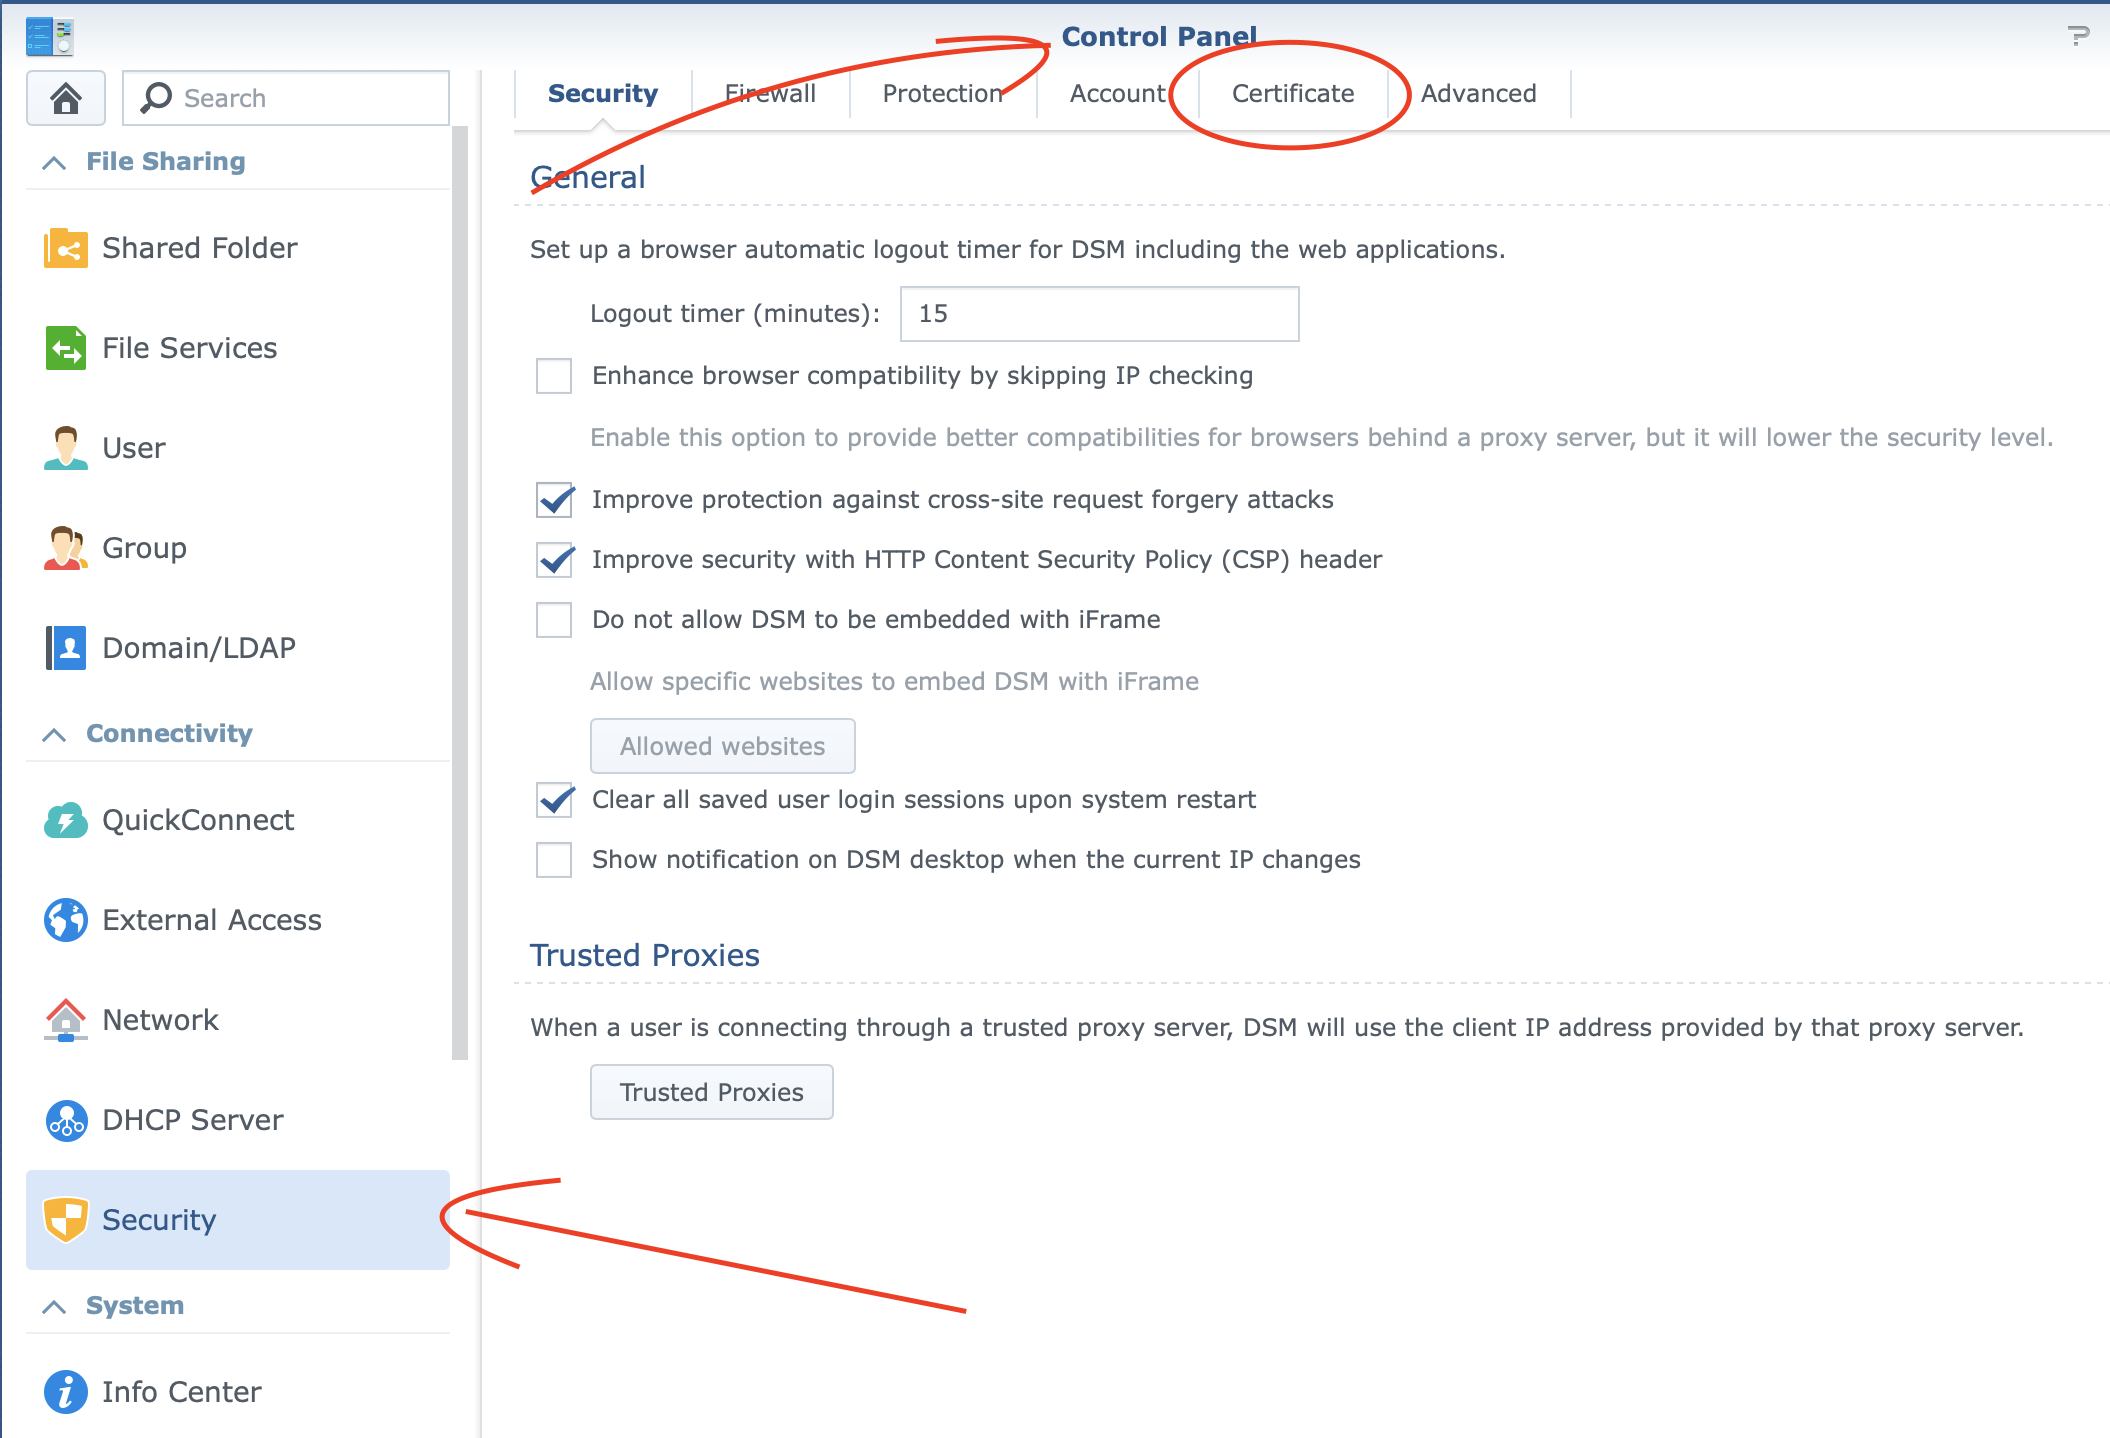 Control Panel
Search
File Sharing
Shared Folder
File Services
User
Group
Domain/LDAP
Connectivity
QuickConnect
External Access
Network
DHCP Server
Security
System
Info Center
Security
Firewall
Protection
Account
Certificate
Advanced
General
Set up a browser automatic logout timer for DSM including the web applications.
Logout timer (minutes): 15
Enhance browser compatibility by skipping IP checking
Enable this option to provide better compatibilities for browsers behind a proxy server, but it will lower the security level.
Improve protection against cross-site request forgery attacks
Improve security with HTTP Content Security Policy (CSP) header
Do not allow DSM to be embedded with iFrame
Allow specific websites to embed DSM with iFrame
Allowed websites
Clear all saved user login sessions upon system restart
Show notification on DSM desktop when the current IP changes
Trusted Proxies
When a user is connecting through a trusted proxy server, DSM will use the client IP address provided by that proxy server.
Trusted Proxies